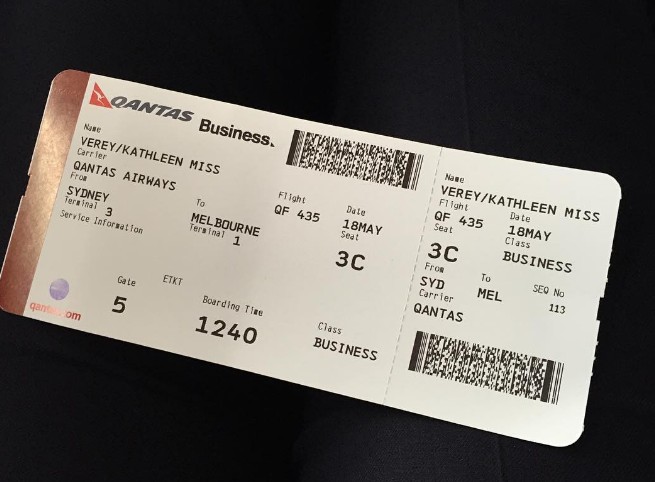 QANTAS Business.
Name
VEREY/KATHLEEN MISS
Carrier
QANTAS AIRWAYS
From
SYDNEY
Terminal 3
Service Information
To
MELBOURNE
Terminal 1
Flight
QF 435
Date
18MAY
Seat
3C
Gate
5
ETKT
Boarding Time
1240
Class
BUSINESS
Name
VEREY/KATHLEEN MISS
Flight Date
QF 435 18MAY
Seat Class
3C BUSINESS
From To SEQ No
SYD MEL 113
Carrier
QANTAS